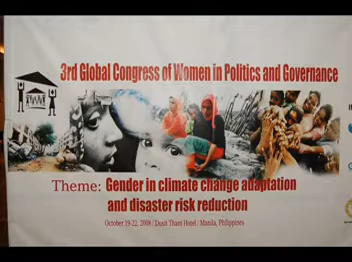 3rd Global Congress of Women in Politics and Governance
Theme: Gender in climate change adaptation
and disaster risk reduction
October 19-22, 2008 / Dusit Thani Hotel / Manila, Philippines